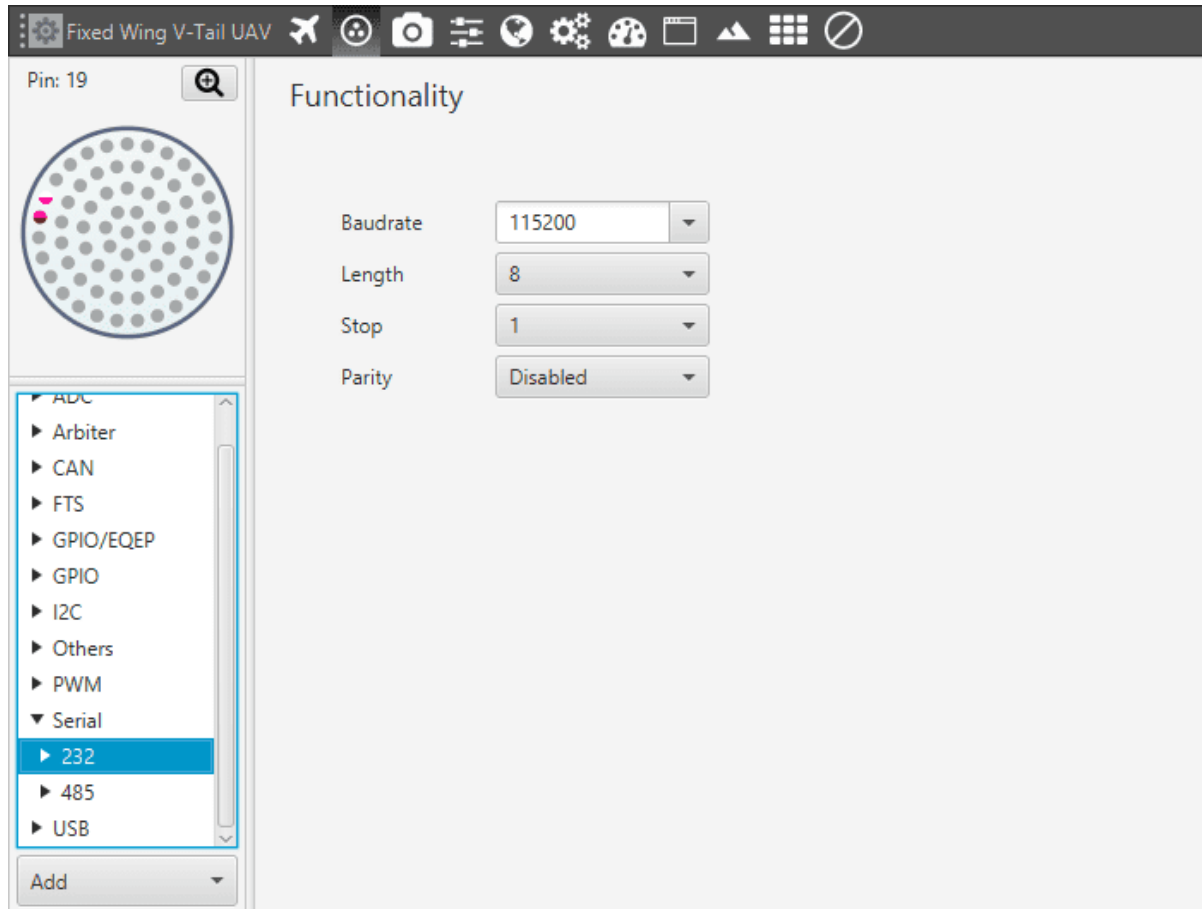 Fixed Wing V-Tail UAV
Pin: 19
Functionality
Baudrate 115200
Length 8
Stop 1
Parity Disabled
ADC
Arbiter
CAN
FTS
GPIO/EQEP
GPIO
I2C
Others
PWM
Serial
232
485
USB
Add